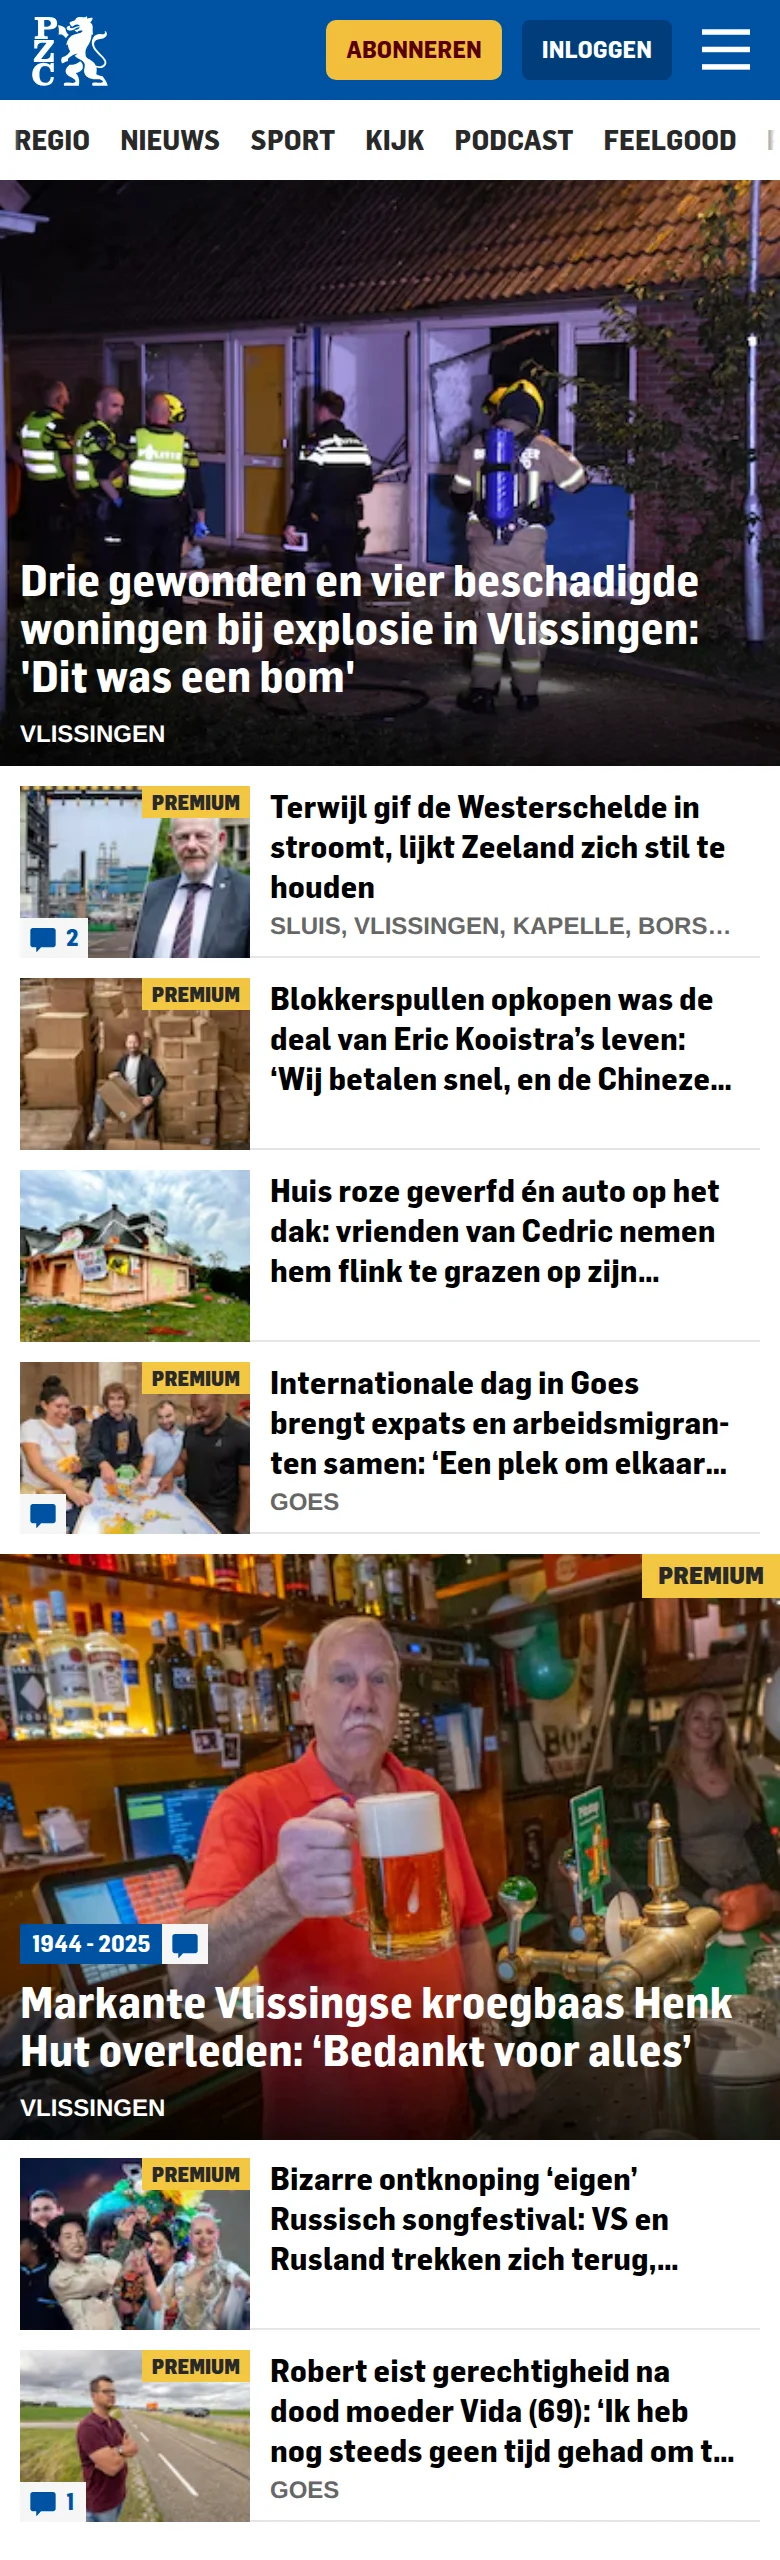 PZC
ABONNEREN
INLOGGEN
REGIO NIEUWS SPORT KIJK PODCAST FEELGOOD
POLITIE
Drie gewonden en vier beschadigde
woningen bij explosie in Vlissingen:
'Dit was een bom'
VLISSINGEN
PREMIUM
2
Terwijl gif de Westerschelde in
stroomt, lijkt Zeeland zich stil te
houden
SLUIS, VLISSINGEN, KAPELLE, BORS…
PREMIUM
Blokkerspullen opkopen was de
deal van Eric Kooistra’s leven:
‘Wij betalen snel, en de Chineze…
Huis roze geverfd én auto op het
dak: vrienden van Cedric nemen
hem flink te grazen op zijn…
PREMIUM
Internationale dag in Goes
brengt expats en arbeidsmigran-
ten samen: ‘Een plek om elkaar…
GOES
PREMIUM
1944 - 2025
Markante Vlissingse kroegbaas Henk
Hut overleden: ‘Bedankt voor alles’
VLISSINGEN
PREMIUM
Bizarre ontknoping ‘eigen’
Russisch songfestival: VS en
Rusland trekken zich terug,…
PREMIUM
1
Robert eist gerechtigheid na
dood moeder Vida (69): ‘Ik heb
nog steeds geen tijd gehad om t…
GOES